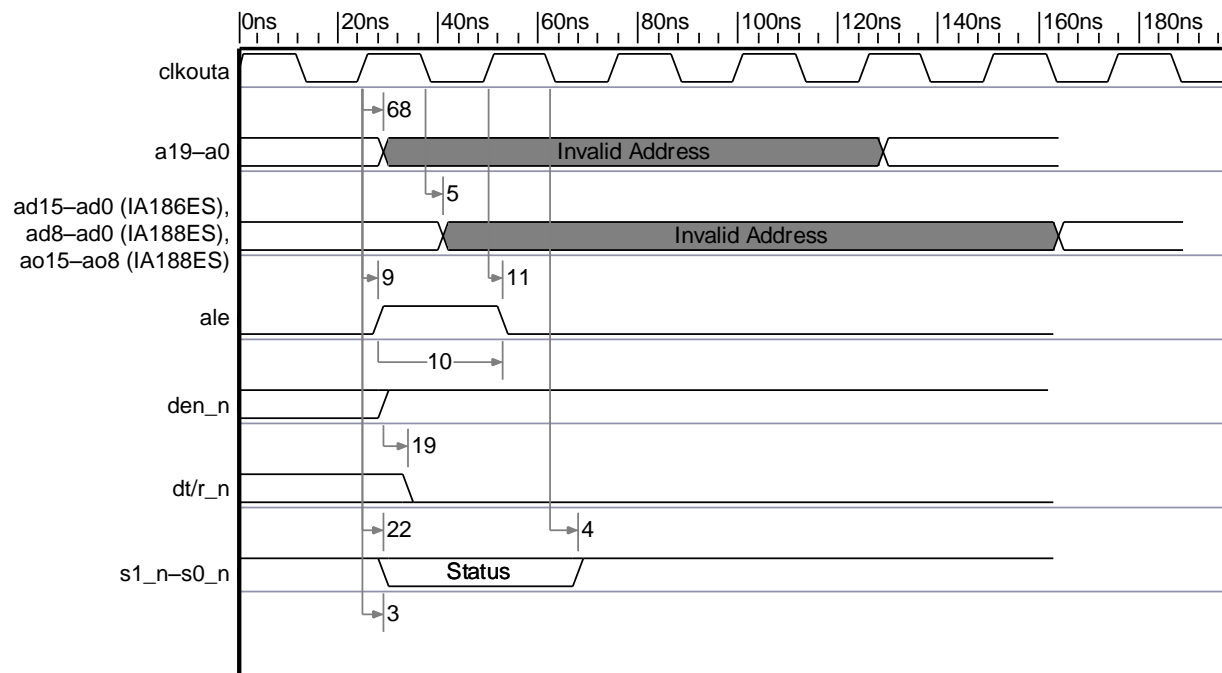 0ns 20ns 40ns 60ns 80ns 100ns 120ns 140ns 160ns 180ns
clkouta
68
a19–a0 Invalid Address
5
ad15–ad0 (IA186ES),
ad8–ad0 (IA188ES), Invalid Address
ao15–ao8 (IA188ES)
9 11
ale
10
den_n
19
dt/r_n
22 4
s1_n–s0_n Status
3